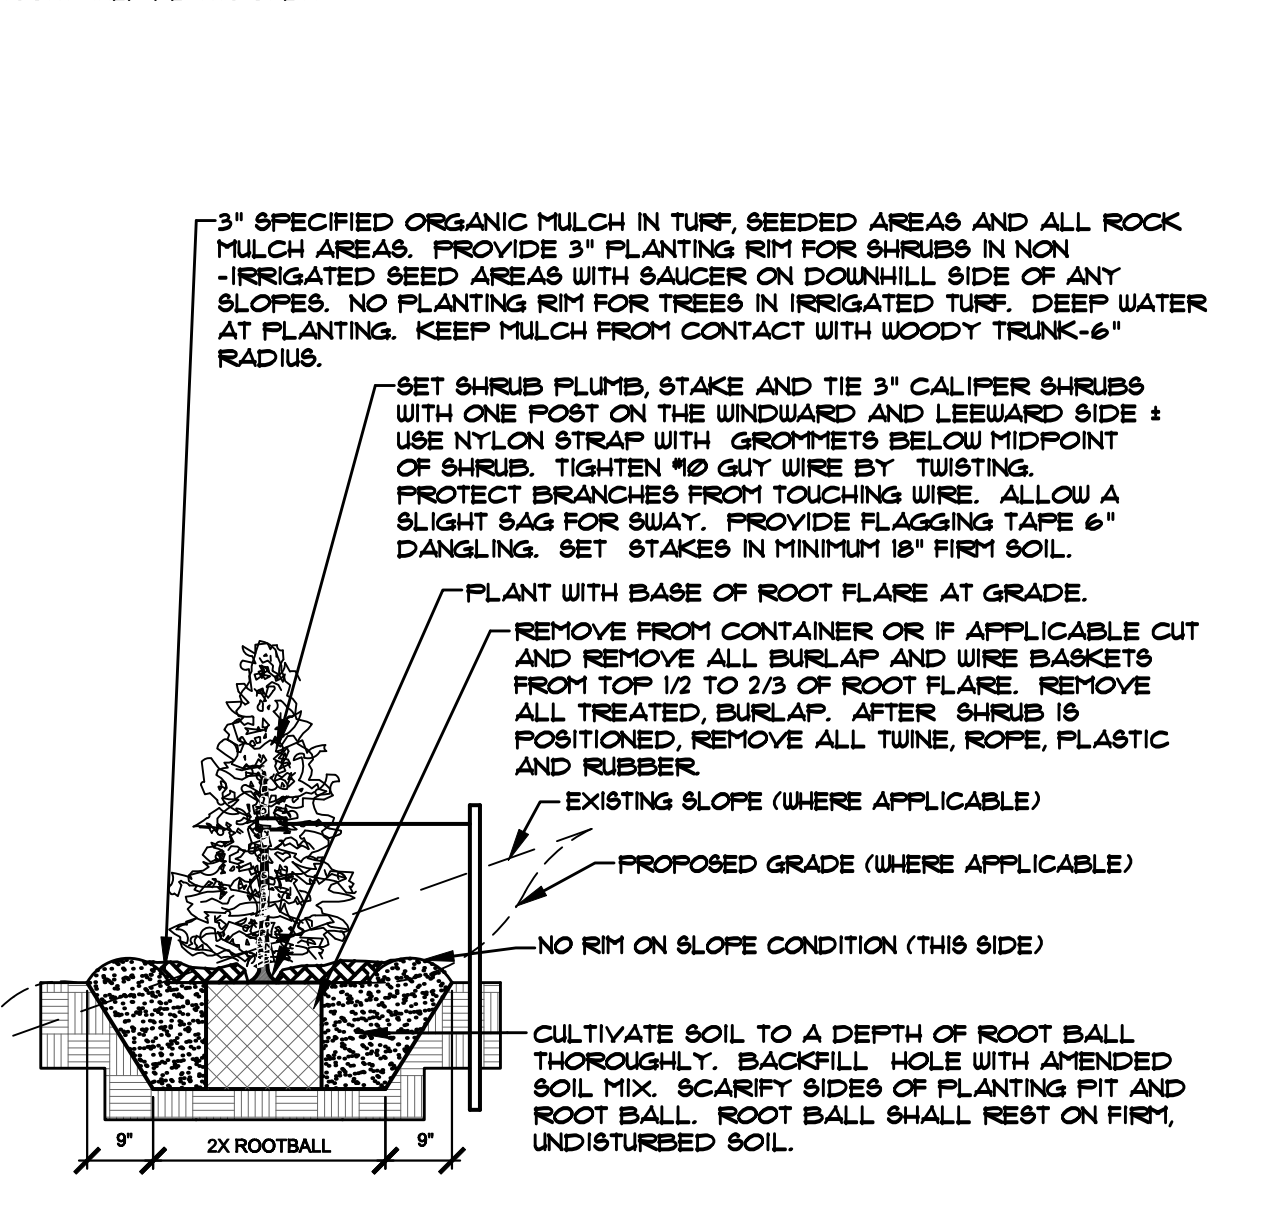 3" SPECIFIED ORGANIC MULCH IN TURF, SEEDED AREAS AND ALL ROCK
MULCH AREAS. PROVIDE 3" PLANTING RIM FOR SHRUBS IN NON
-IRRIGATED SEED AREAS WITH SAUCER ON DOWNHILL SIDE OF ANY
SLOPES. NO PLANTING RIM FOR TREES IN IRRIGATED TURF. DEEP WATER
AT PLANTING. KEEP MULCH FROM CONTACT WITH WOODY TRUNK-6"
RADIUS.
SET SHRUB PLUMB, STAKE AND TIE 3" CALIPER SHRUBS
WITH ONE POST ON THE WINDWARD AND LEEWARD SIDE ±
USE NYLON STRAP WITH GROMMETS BELOW MIDPOINT
OF SHRUB. TIGHTEN #10 GUY WIRE BY TWISTING.
PROTECT BRANCHES FROM TOUCHING WIRE. ALLOW A
SLIGHT SAG FOR SWAY. PROVIDE FLAGGING TAPE 6"
DANGLING. SET STAKES IN MINIMUM 18" FIRM SOIL.
PLANT WITH BASE OF ROOT FLARE AT GRADE.
REMOVE FROM CONTAINER OR IF APPLICABLE CUT
AND REMOVE ALL BURLAP AND WIRE BASKETS
FROM TOP 1/2 TO 2/3 OF ROOT FLARE. REMOVE
ALL TREATED, BURLAP. AFTER SHRUB IS
POSITIONED, REMOVE ALL TWINE, ROPE, PLASTIC
AND RUBBER.
EXISTING SLOPE (WHERE APPLICABLE)
PROPOSED GRADE (WHERE APPLICABLE)
NO RIM ON SLOPE CONDITION (THIS SIDE)
CULTIVATE SOIL TO A DEPTH OF ROOT BALL
THOROUGHLY. BACKFILL HOLE WITH AMENDED
SOIL MIX. SCARIFY SIDES OF PLANTING PIT AND
ROOT BALL. ROOT BALL SHALL REST ON FIRM,
UNDISTURBED SOIL.
9" 2X ROOTBALL 9"